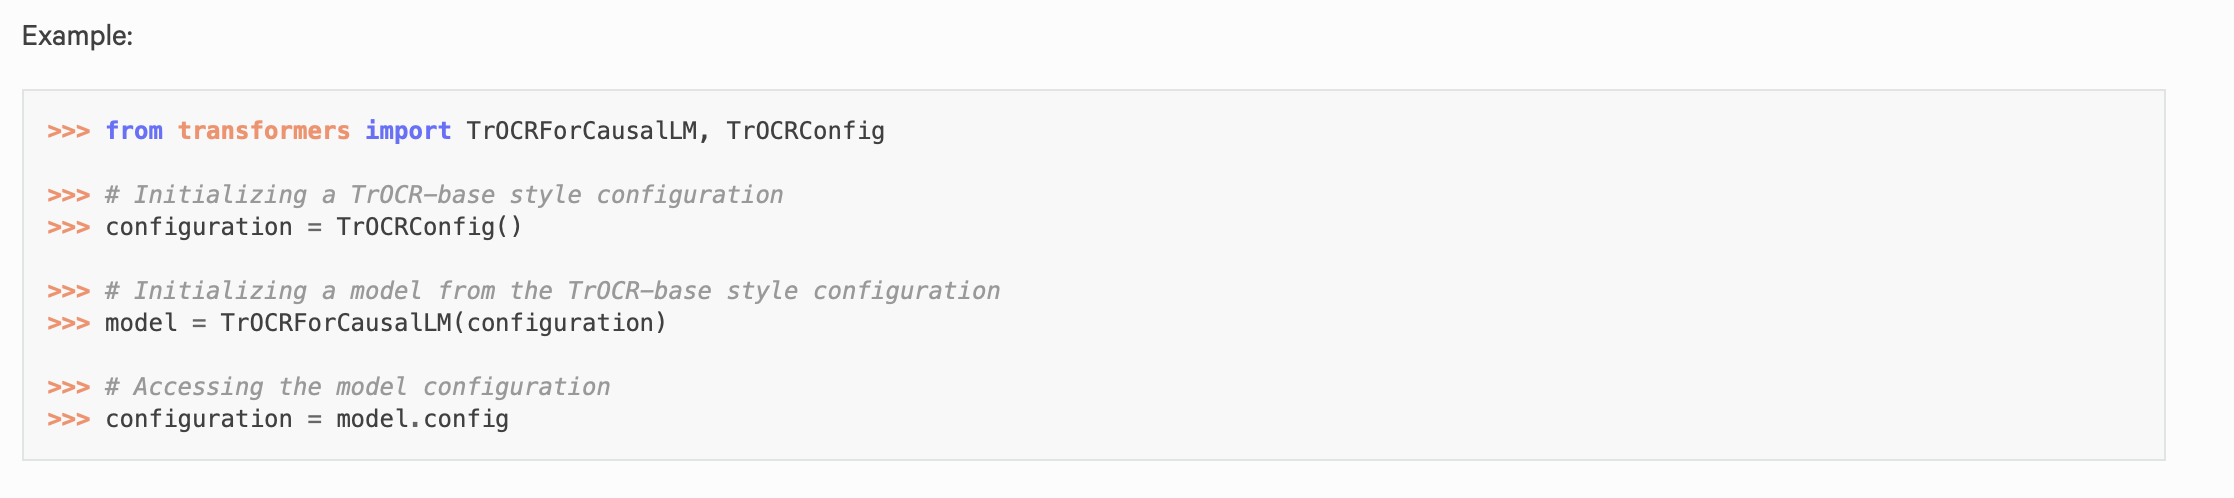 Example:
>>> from transformers import TrOCRForCausalLM, TrOCRConfig
>>> # Initializing a TrOCR-base style configuration
>>> configuration = TrOCRConfig()
>>> # Initializing a model from the TrOCR-base style configuration
>>> model = TrOCRForCausalLM(configuration)
>>> # Accessing the model configuration
>>> configuration = model.config